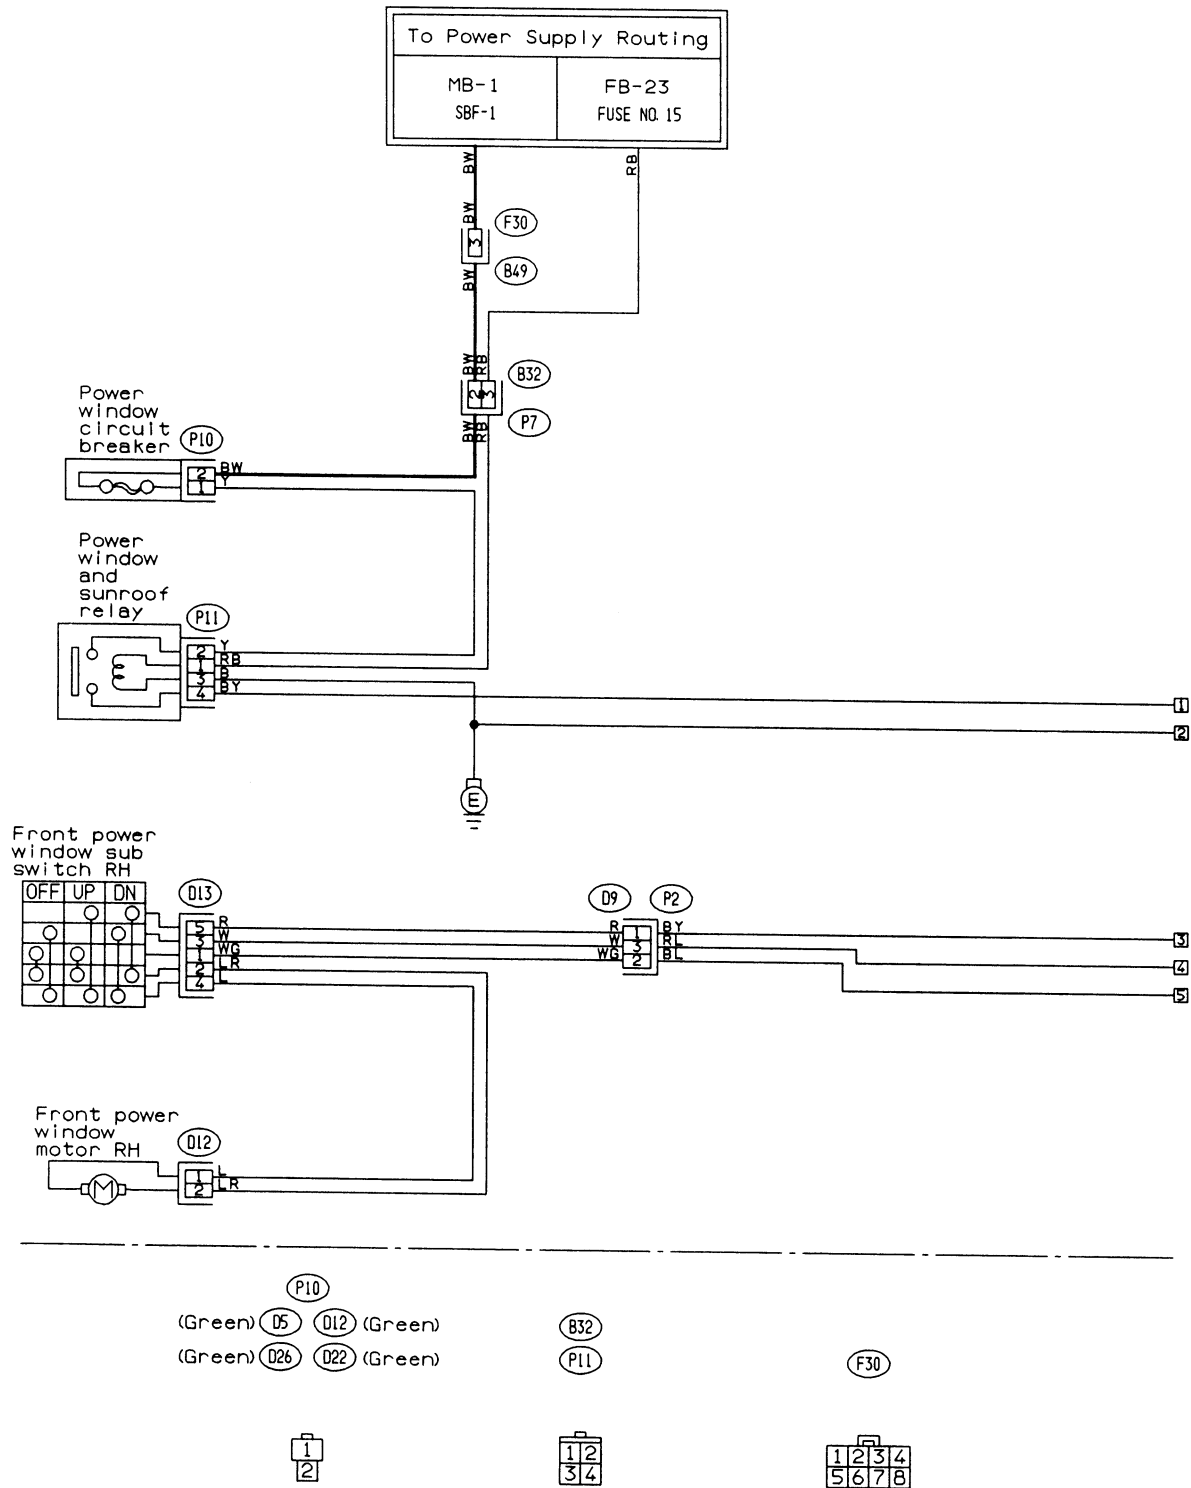 To Power Supply Routing
MB-1
SBF-1
FB-23
FUSE NO. 15
BW
RB
BW
3
F30
B49
BW
BW
RB
2
3
B32
P7
BW
RB
Power
window
circuit
breaker
P10
2
BW
1
Y
Power
window
and
sunroof
relay
P11
2
Y
1
RB
3
B
4
BY
1
2
E
Front power
window sub
switch RH
OFF UP DN
D13
5
R
3
W
1
WG
2
LR
4
L
D9
P2
R
1
BY
3
W
3
RL
4
WG
2
BL
5
Front power
window
motor RH
D12
M
1
L
2
LR
P10
(Green) D5 D12 (Green)
(Green) D26 D22 (Green)
B32
P11
F30
1
2
1 2
3 4
1 2 3 4
5 6 7 8